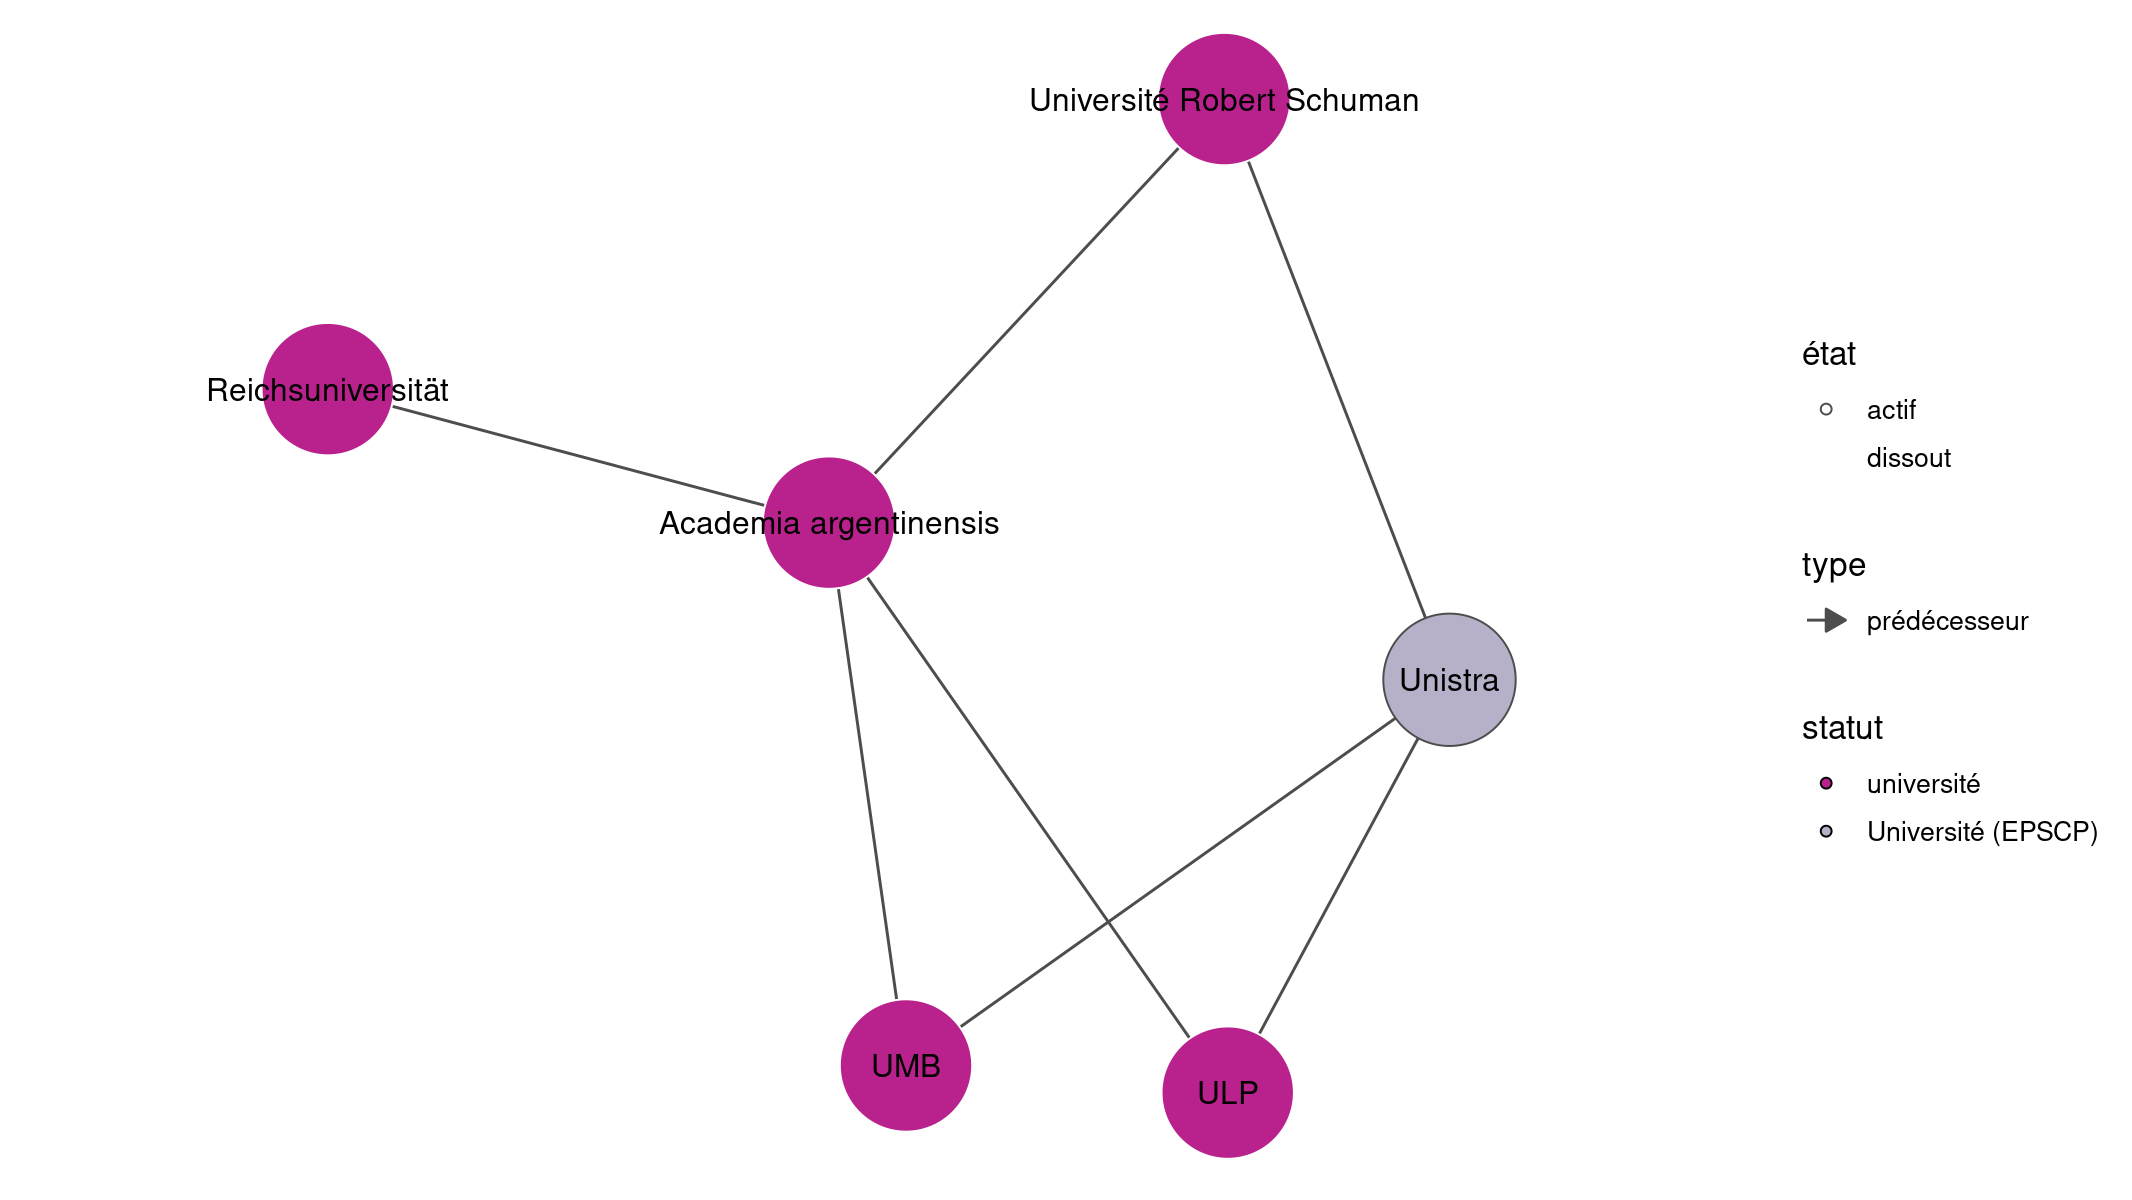 Université Robert Schuman
Reichsuniversität
Academia argentinensis
Unistra
UMB
ULP
état
actif
dissout
type
prédécesseur
statut
université
Université (EPSCP)